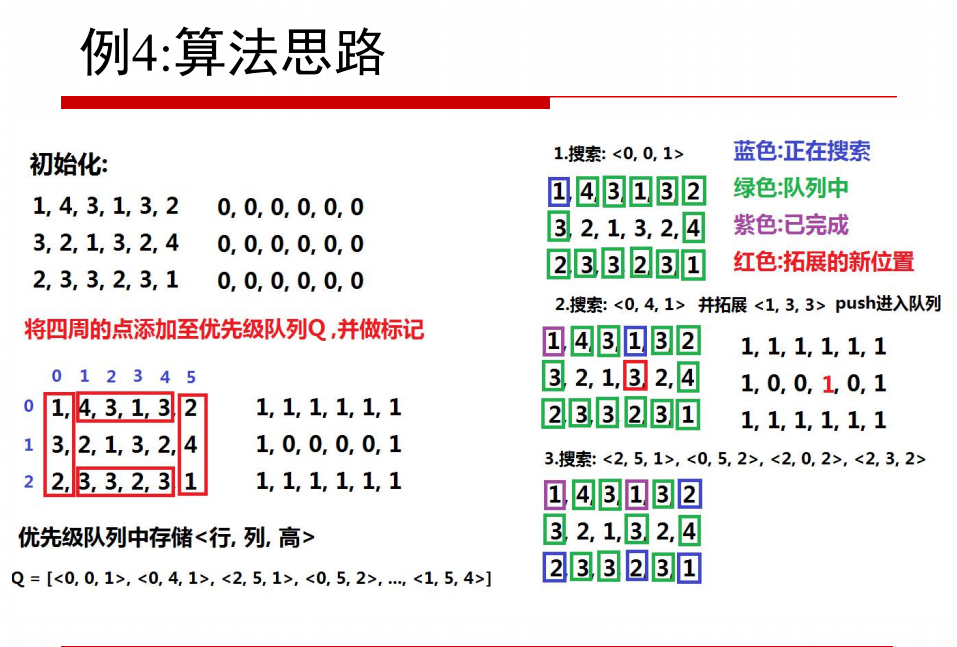 例4:算法思路
初始化:
1, 4, 3, 1, 3, 2
0, 0, 0, 0, 0, 0
3, 2, 1, 3, 2, 4
0, 0, 0, 0, 0, 0
2, 3, 3, 2, 3, 1
0, 0, 0, 0, 0, 0
将四周的点添加至优先级队列Q ,并做标记
0 1 2 3 4 5
0 1, 4, 3, 1, 3, 2
1, 1, 1, 1, 1, 1
1 3, 2, 1, 3, 2, 4
1, 0, 0, 0, 0, 1
2 2, 3, 3, 2, 3, 1
1, 1, 1, 1, 1, 1
优先级队列中存储<行, 列, 高>
Q = [<0, 0, 1>, <0, 4, 1>, <2, 5, 1>, <0, 5, 2>, ..., <1, 5, 4>]
1.搜索: <0, 0, 1>
1, 4, 3, 1, 3, 2
3, 2, 1, 3, 2, 4
2, 3, 3, 2, 3, 1
蓝色:正在搜索
绿色:队列中
紫色:已完成
红色:拓展的新位置
2.搜索: <0, 4, 1> 并拓展 <1, 3, 3> push进入队列
1, 4, 3, 1, 3, 2
3, 2, 1, 3, 2, 4
2, 3, 3, 2, 3, 1
1, 1, 1, 1, 1, 1
1, 0, 0, 1, 0, 1
1, 1, 1, 1, 1, 1
3.搜索: <2, 5, 1>, <0, 5, 2>, <2, 0, 2>, <2, 3, 2>
1, 4, 3, 1, 3, 2
3, 2, 1, 3, 2, 4
2, 3, 3, 2, 3, 1